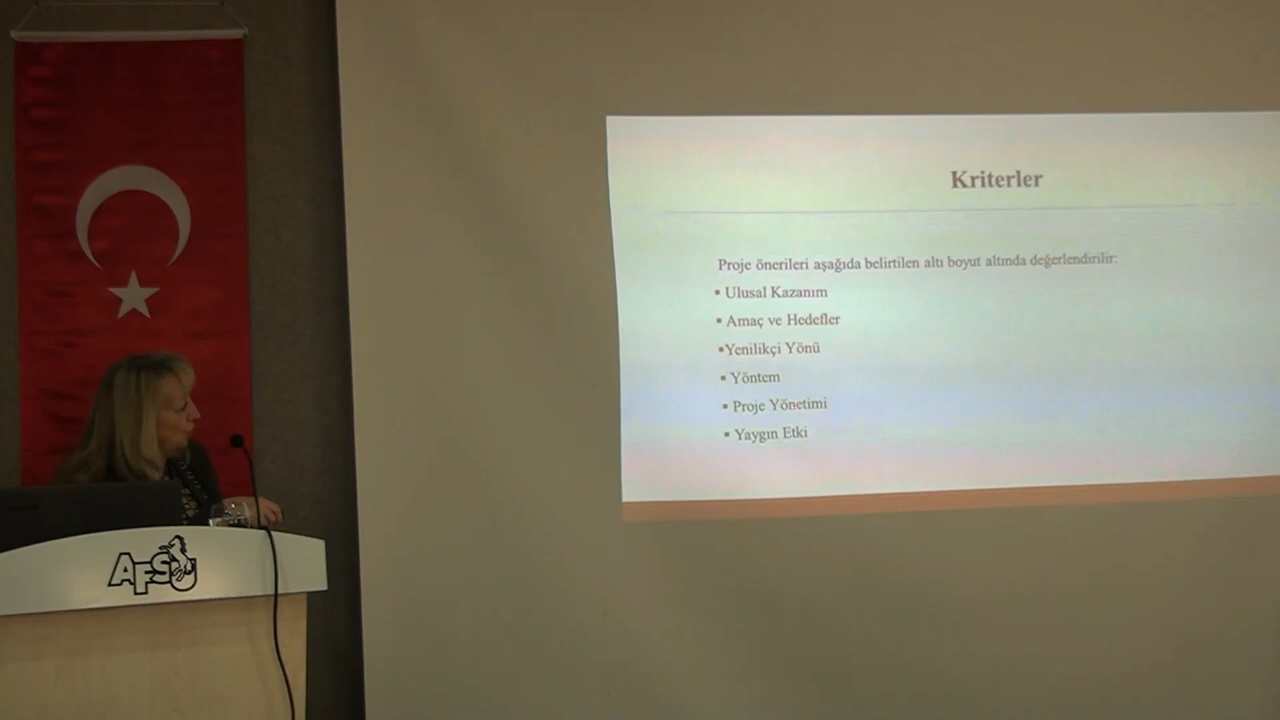 Kriterler
Proje önerileri aşağıda belirtilen altı boyut altında değerlendirilir:
▪ Ulusal Kazanım
▪ Amaç ve Hedefler
▪Yenilikçi Yönü
▪ Yöntem
▪ Proje Yönetimi
▪ Yaygın Etki
AFSU